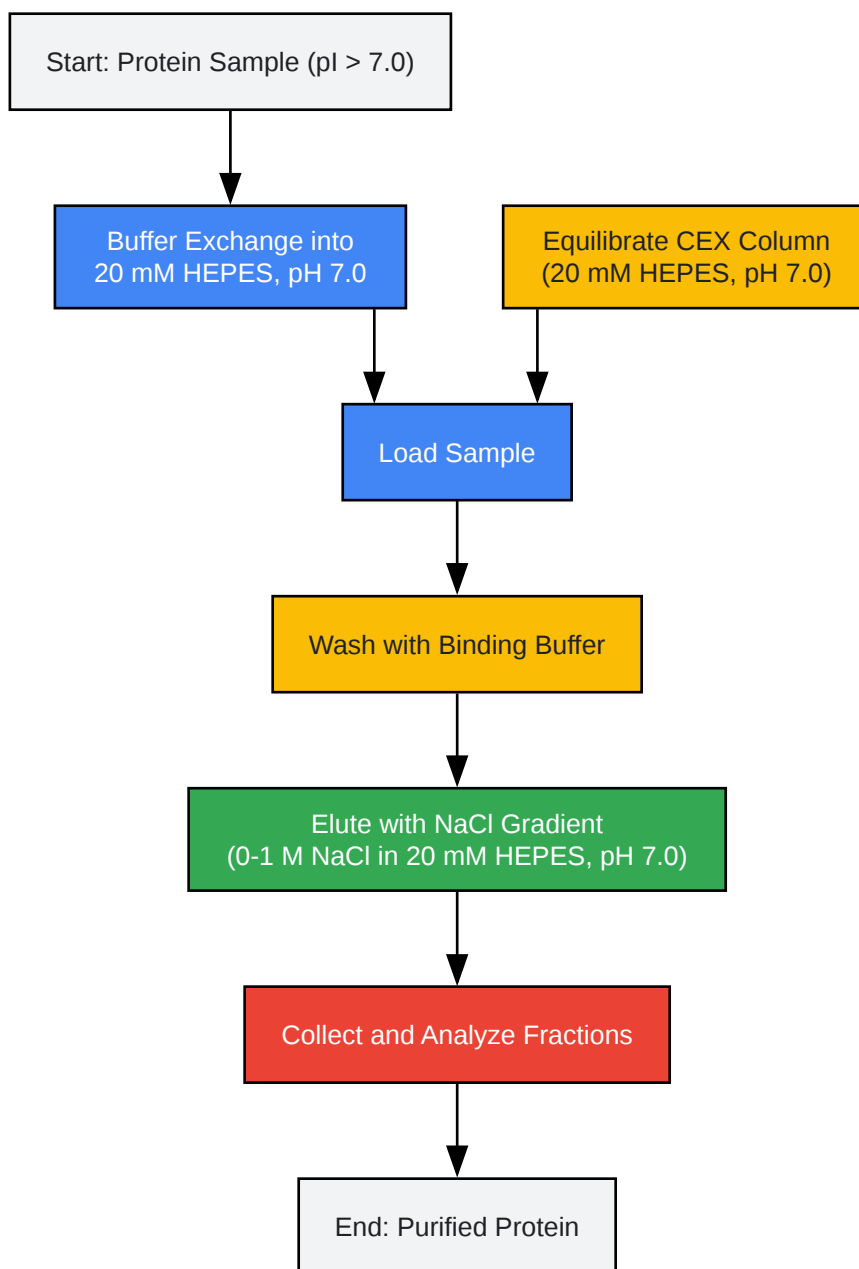 Start: Protein Sample (pI > 7.0)
Buffer Exchange into
20 mM HEPES, pH 7.0
Equilibrate CEX Column
(20 mM HEPES, pH 7.0)
Load Sample
Wash with Binding Buffer
Elute with NaCl Gradient
(0-1 M NaCl in 20 mM HEPES, pH 7.0)
Collect and Analyze Fractions
End: Purified Protein